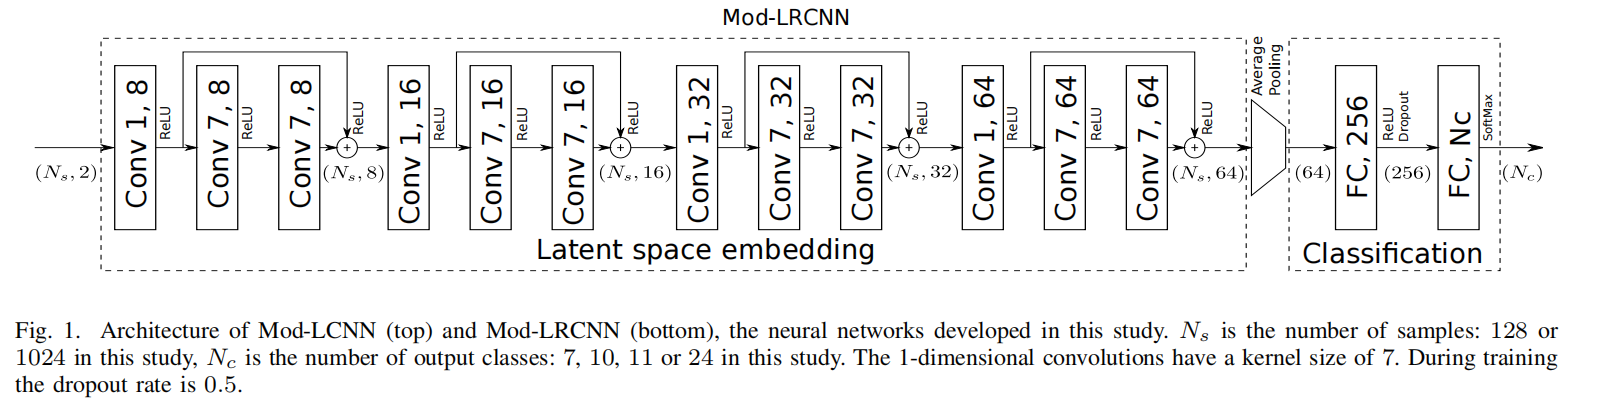 Mod-LRCNN
Conv 1, 8
ReLU
Conv 7, 8
ReLU
Conv 7, 8
+
ReLU
Conv 1, 16
ReLU
Conv 7, 16
ReLU
Conv 7, 16
+
ReLU
Conv 1, 32
ReLU
Conv 7, 32
ReLU
Conv 7, 32
+
ReLU
Conv 1, 64
ReLU
Conv 7, 64
ReLU
Conv 7, 64
+
ReLU
Average
Pooling
FC, 256
ReLU
Dropout
FC, Nc
SoftMax
(Nₛ, 2)
(Nₛ, 8)
(Nₛ, 16)
(Nₛ, 32)
(Nₛ, 64)
(64)
(256)
(N_c)
Latent space embedding
Classification
Fig. 1. Architecture of Mod-LCNN (top) and Mod-LRCNN (bottom), the neural networks developed in this study. Nₛ is the number of samples: 128 or
1024 in this study, N_c is the number of output classes: 7, 10, 11 or 24 in this study. The 1-dimensional convolutions have a kernel size of 7. During training
the dropout rate is 0.5.